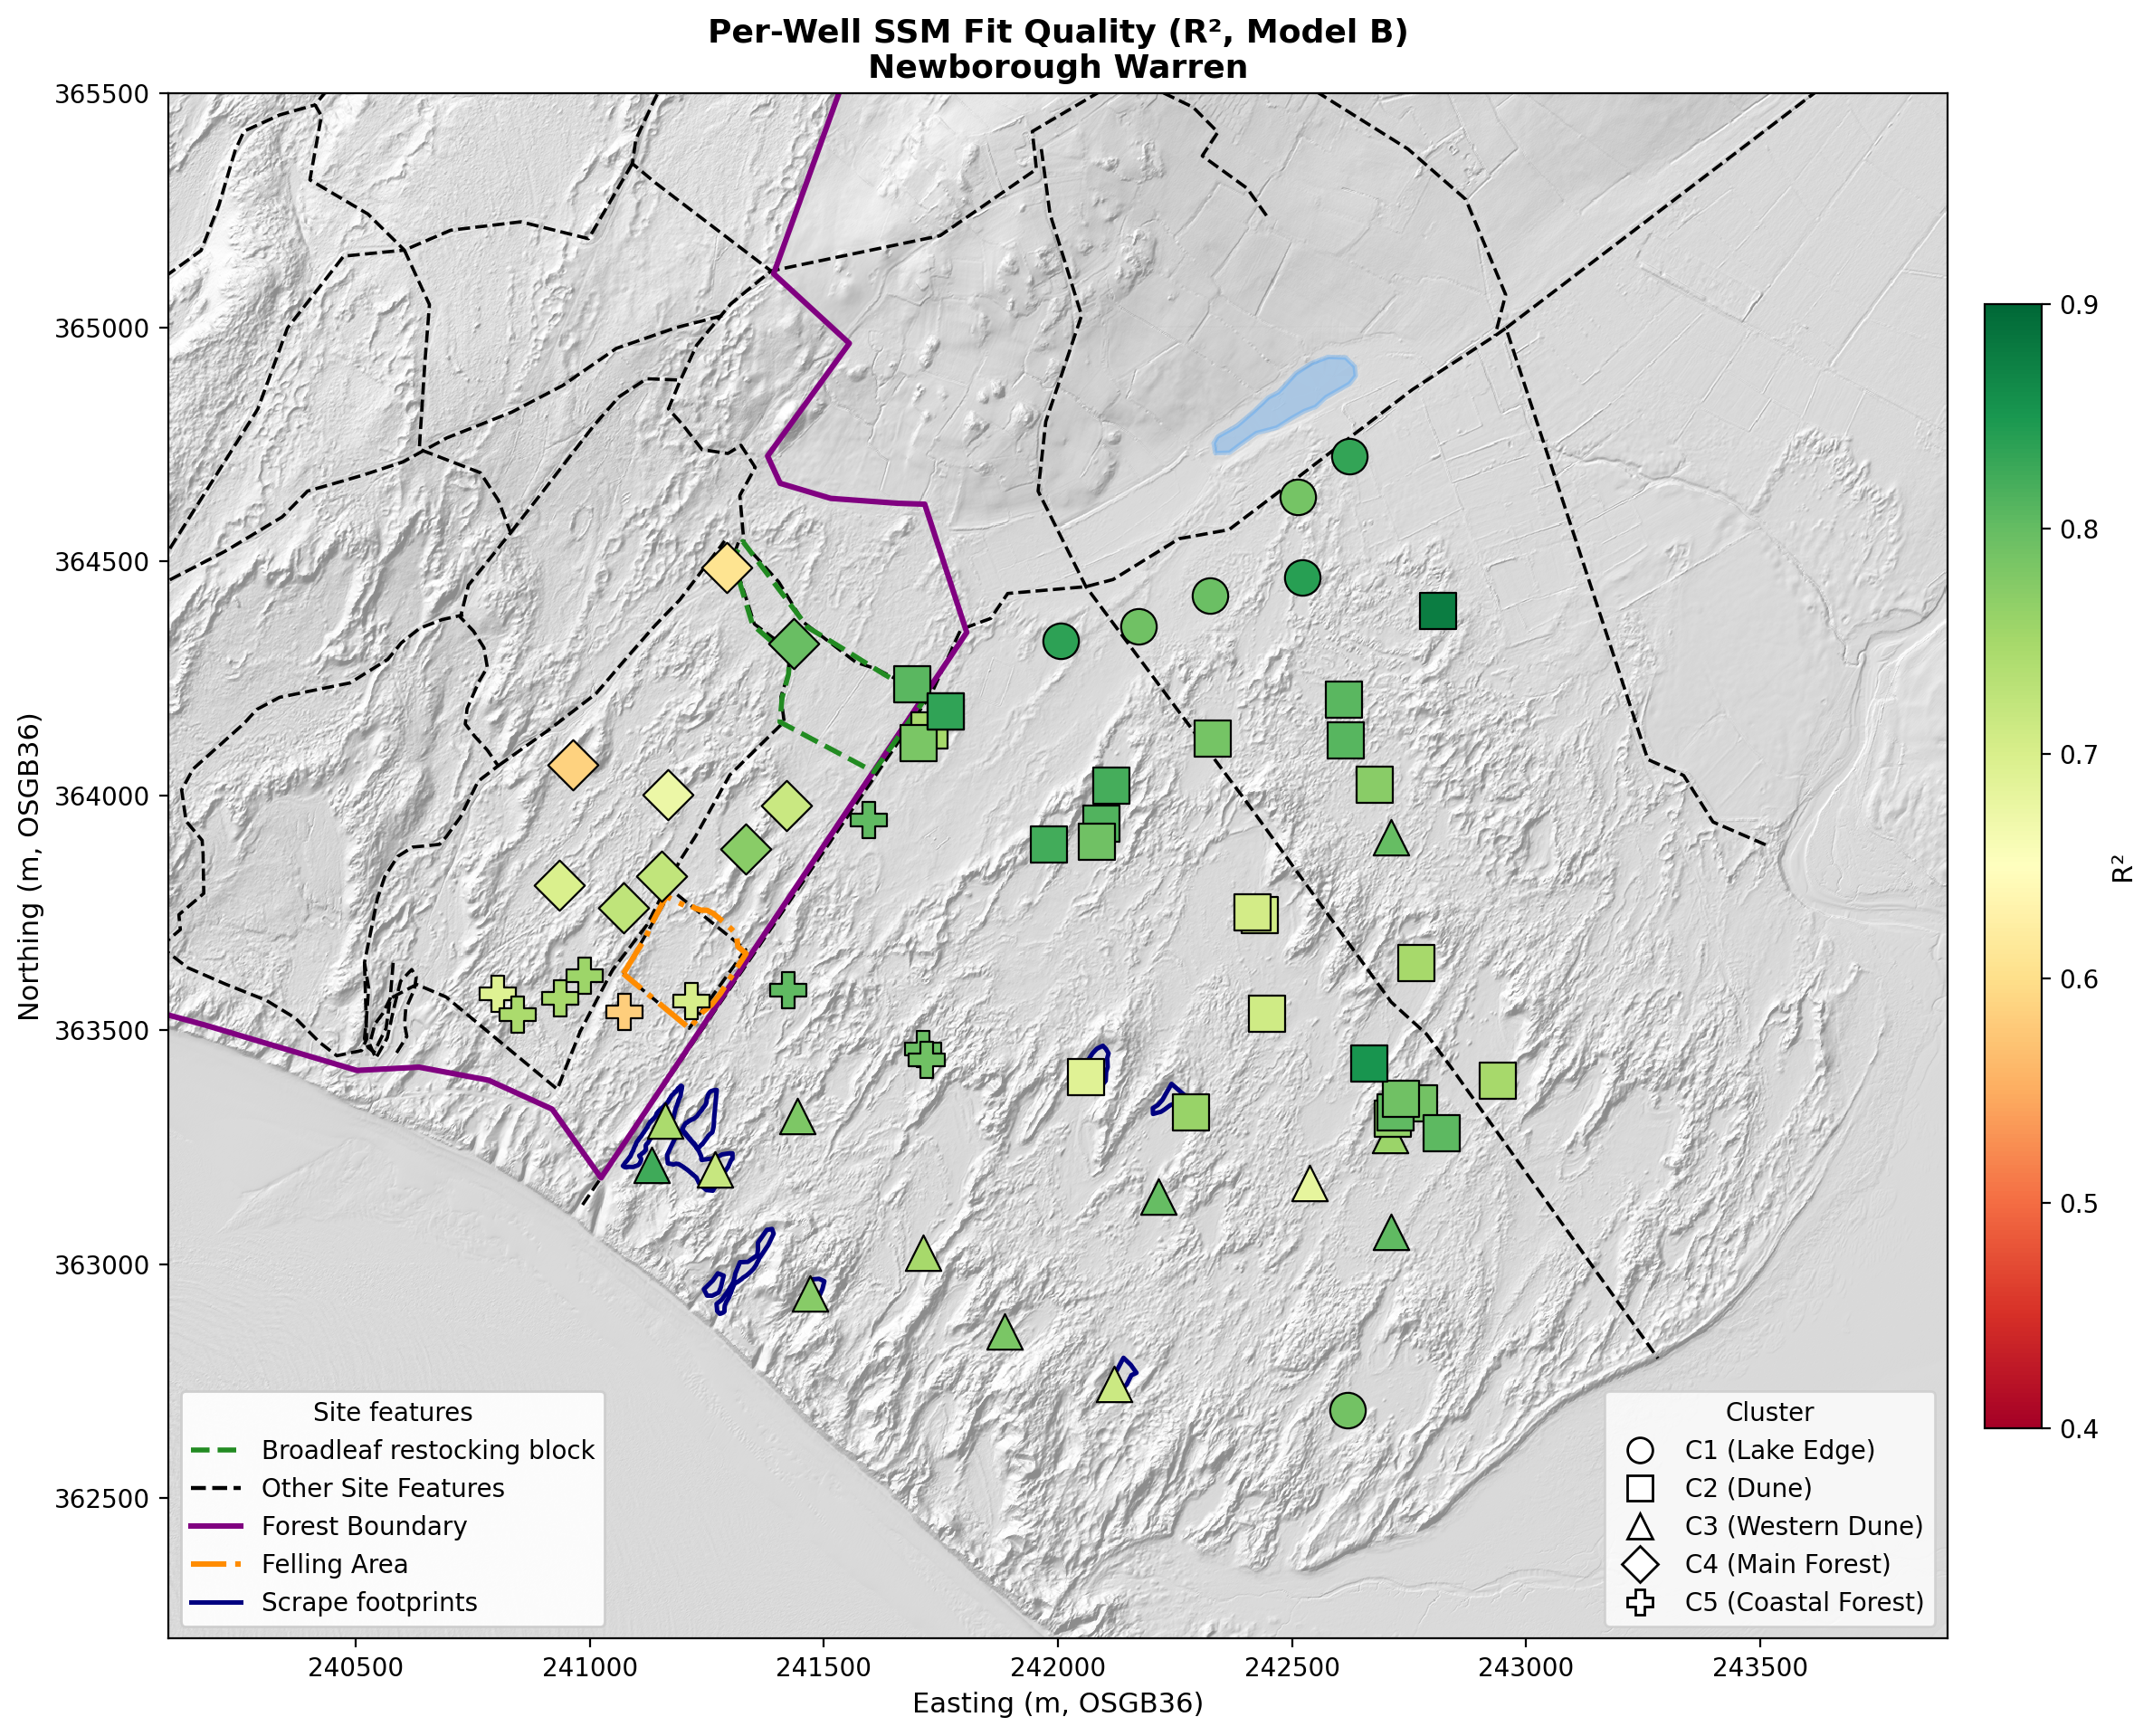 Per-Well SSM Fit Quality (R², Model B)
Newborough Warren
365500
365000
364500
364000
363500
363000
362500
Northing (m, OSGB36)
240500
241000
241500
242000
242500
243000
243500
Easting (m, OSGB36)
0.9
0.8
0.7
0.6
0.5
0.4
R²
Site features
Broadleaf restocking block
Other Site Features
Forest Boundary
Felling Area
Scrape footprints
Cluster
C1 (Lake Edge)
C2 (Dune)
C3 (Western Dune)
C4 (Main Forest)
C5 (Coastal Forest)